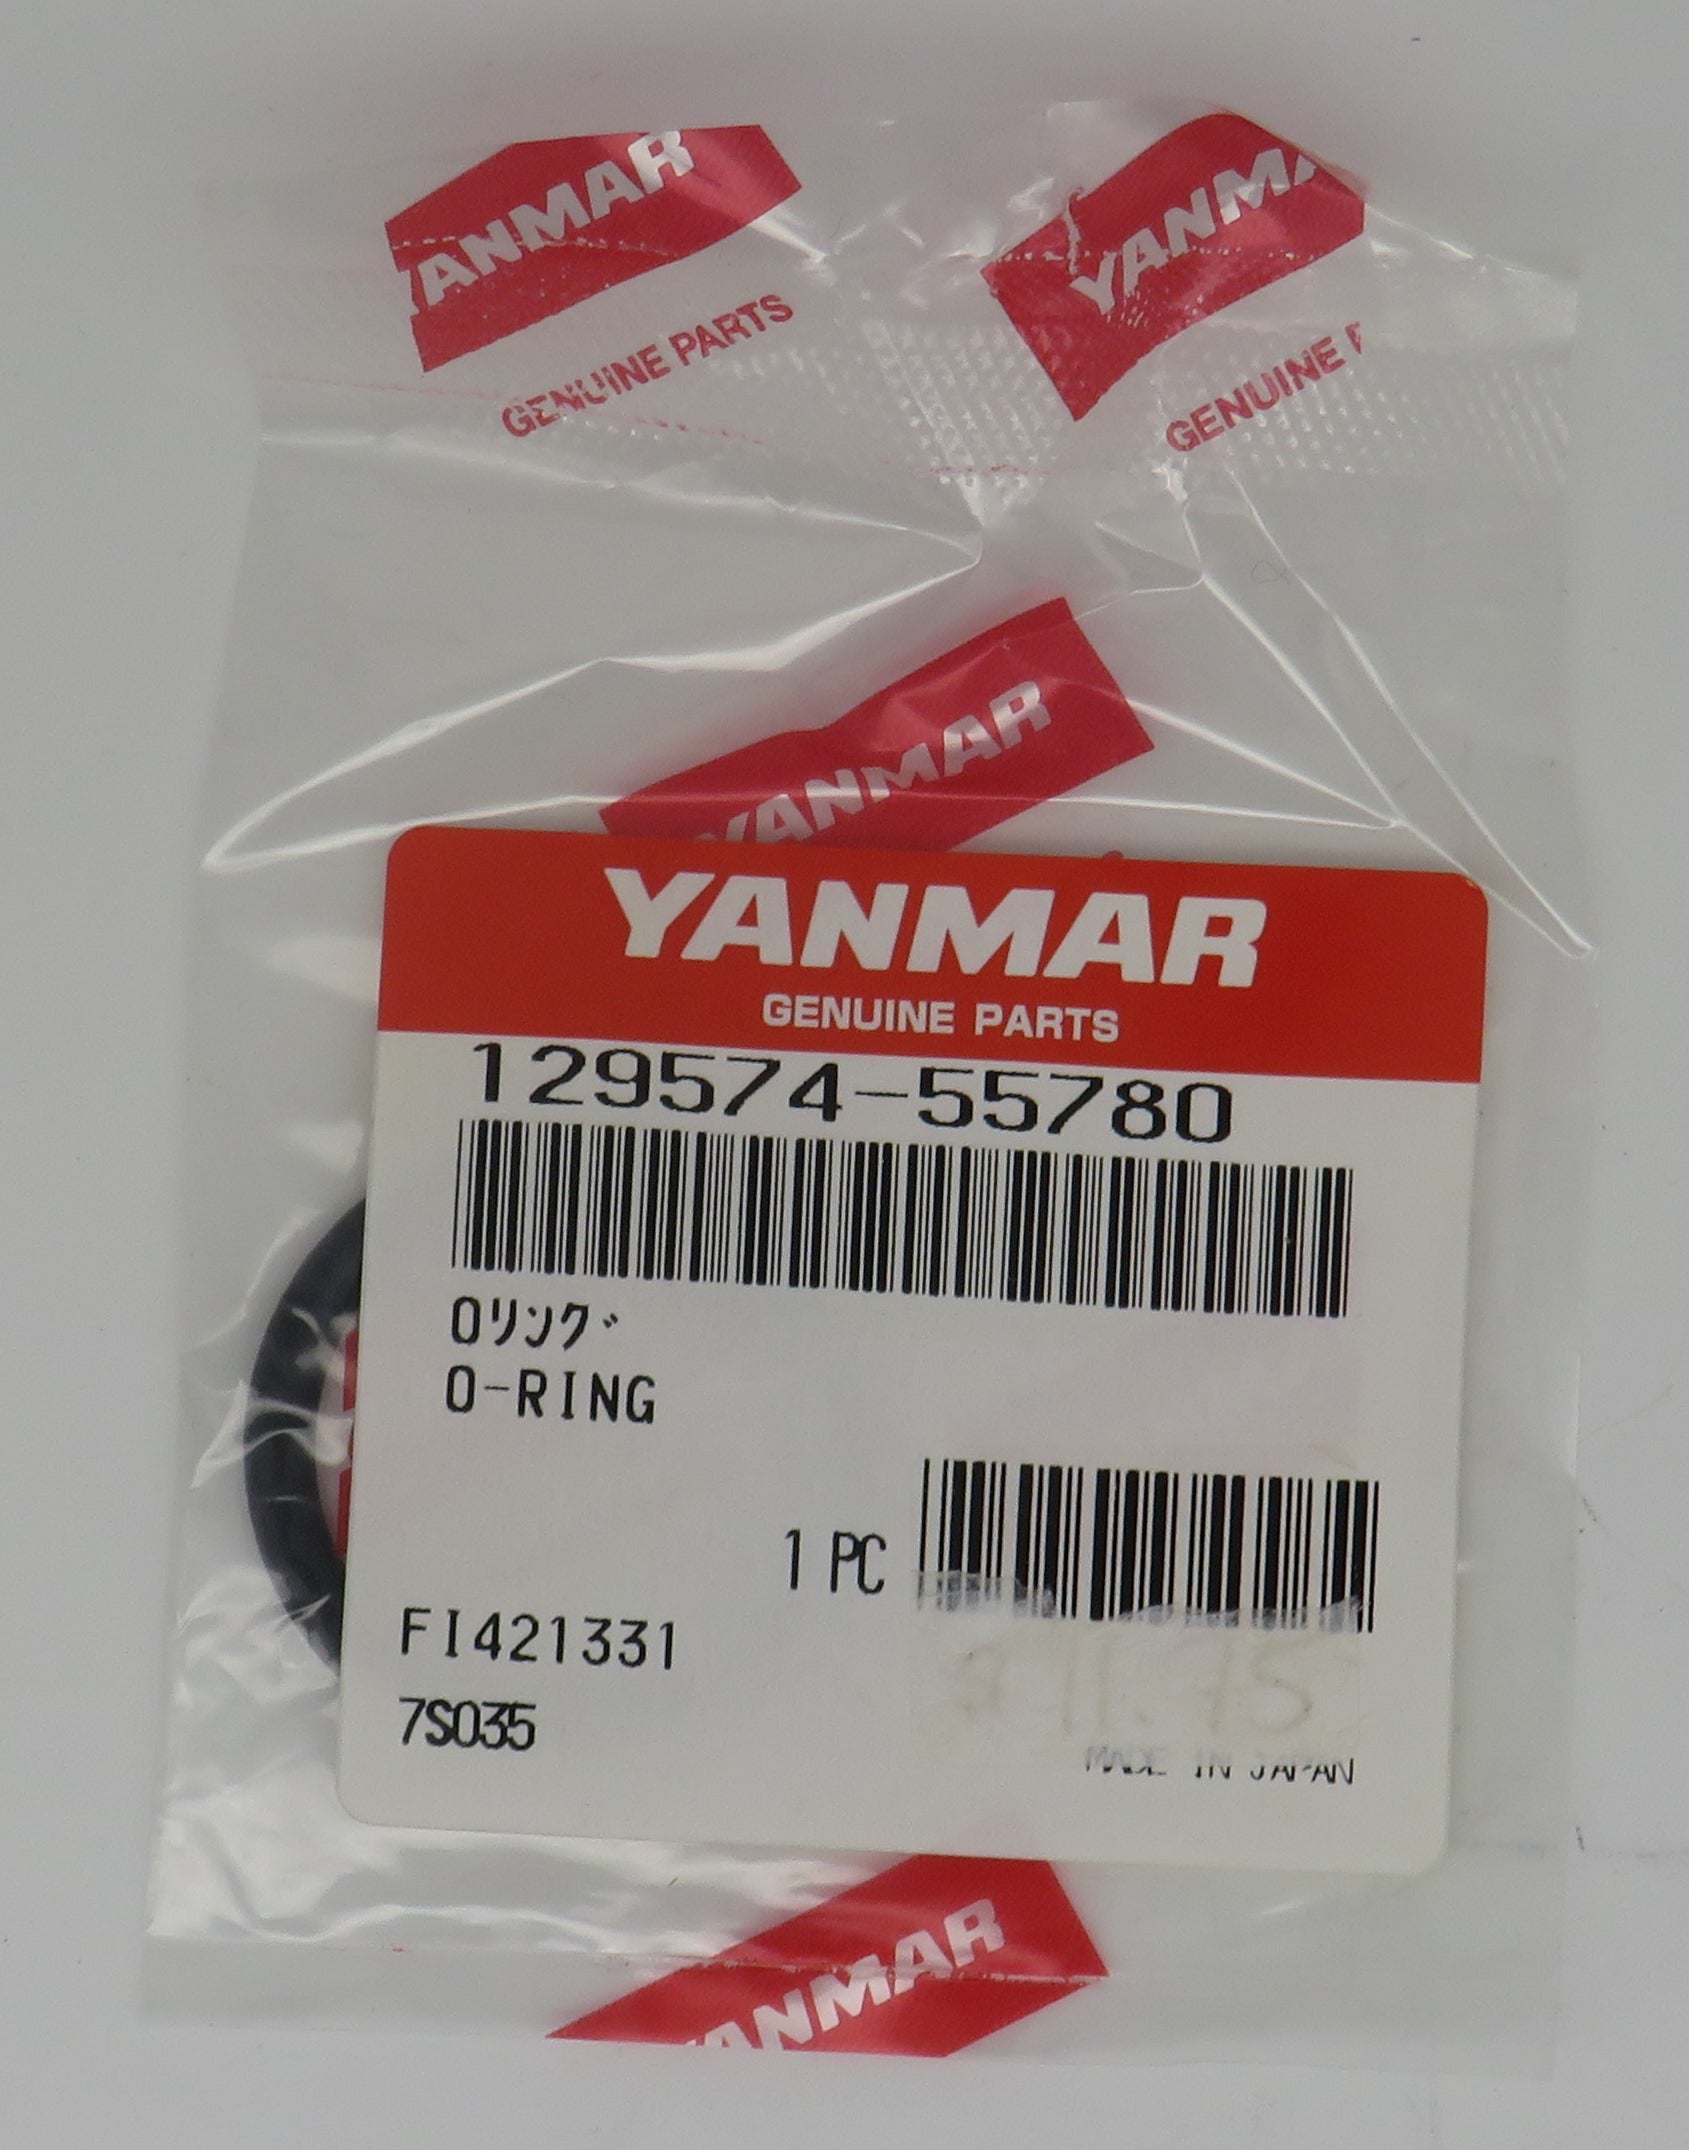 YANMAR
GENUINE PARTS
YANMA
GENUINE P
YANMAR
YANMAR
GENUINE PARTS
129574-55780
Oリング
O-RING
1 PC
FI421331
7S035
MADE IN JAPAN
YANMAR